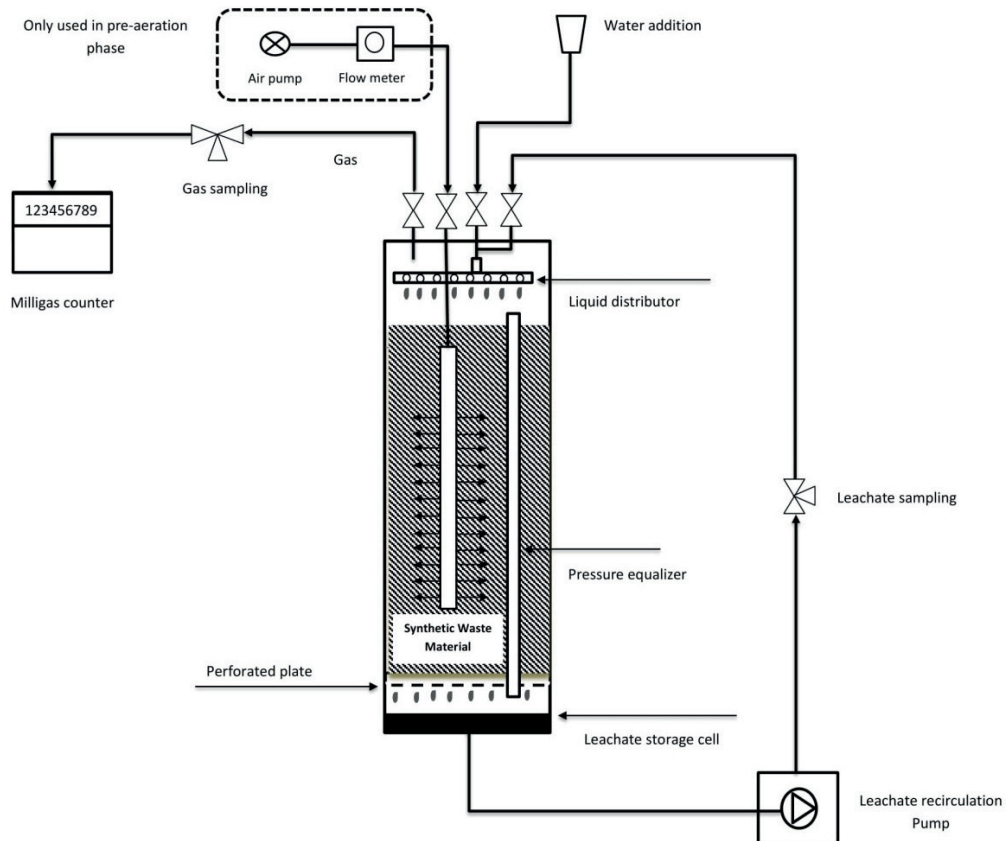 Only used in pre-aeration
phase
Air pump
Flow meter
Water addition
Gas
Gas sampling
123456789
Milligas counter
Liquid distributor
Leachate sampling
Pressure equalizer
Synthetic Waste
Material
Perforated plate
Leachate storage cell
Leachate recirculation
Pump